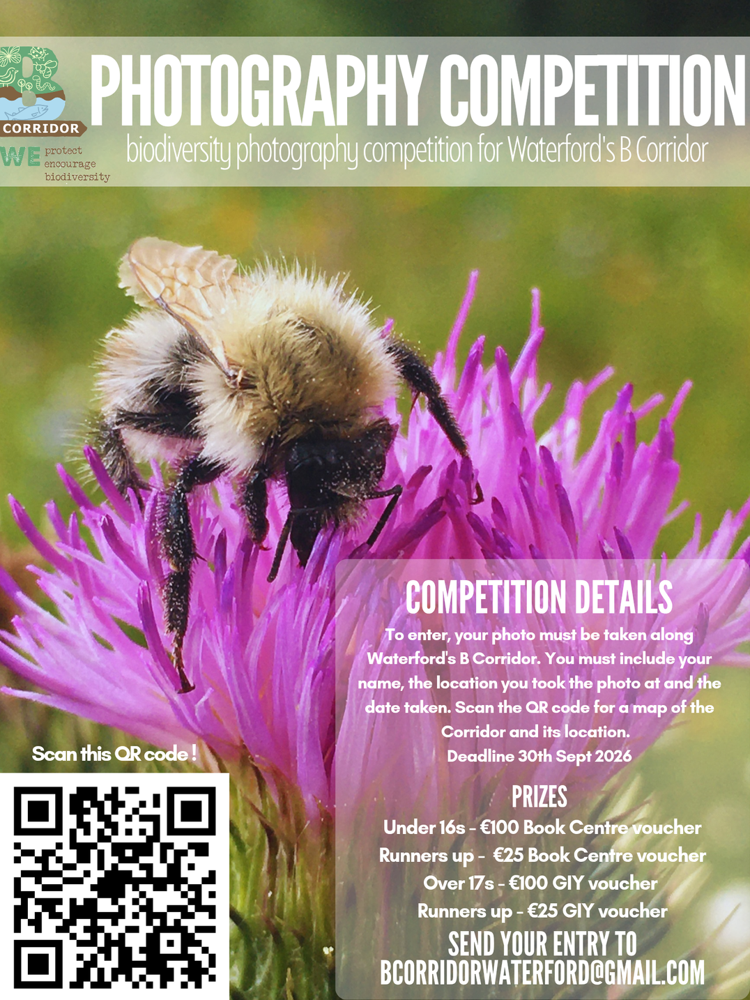 B
CORRIDOR
WE protect
encourage
biodiversity
PHOTOGRAPHY COMPETITION
biodiversity photography competition for Waterford's B Corridor
COMPETITION DETAILS
To enter, your photo must be taken along
Waterford's B Corridor. You must include your
name, the location you took the photo at and the
date taken. Scan the QR code for a map of the
Corridor and its location.
Deadline 30th Sept 2026
PRIZES
Under 16s - €100 Book Centre voucher
Runners up - €25 Book Centre voucher
Over 17s - €100 GIY voucher
Runners up - €25 GIY voucher
SEND YOUR ENTRY TO
BCORRIDORWATERFORD@GMAIL.COM
Scan this QR code!